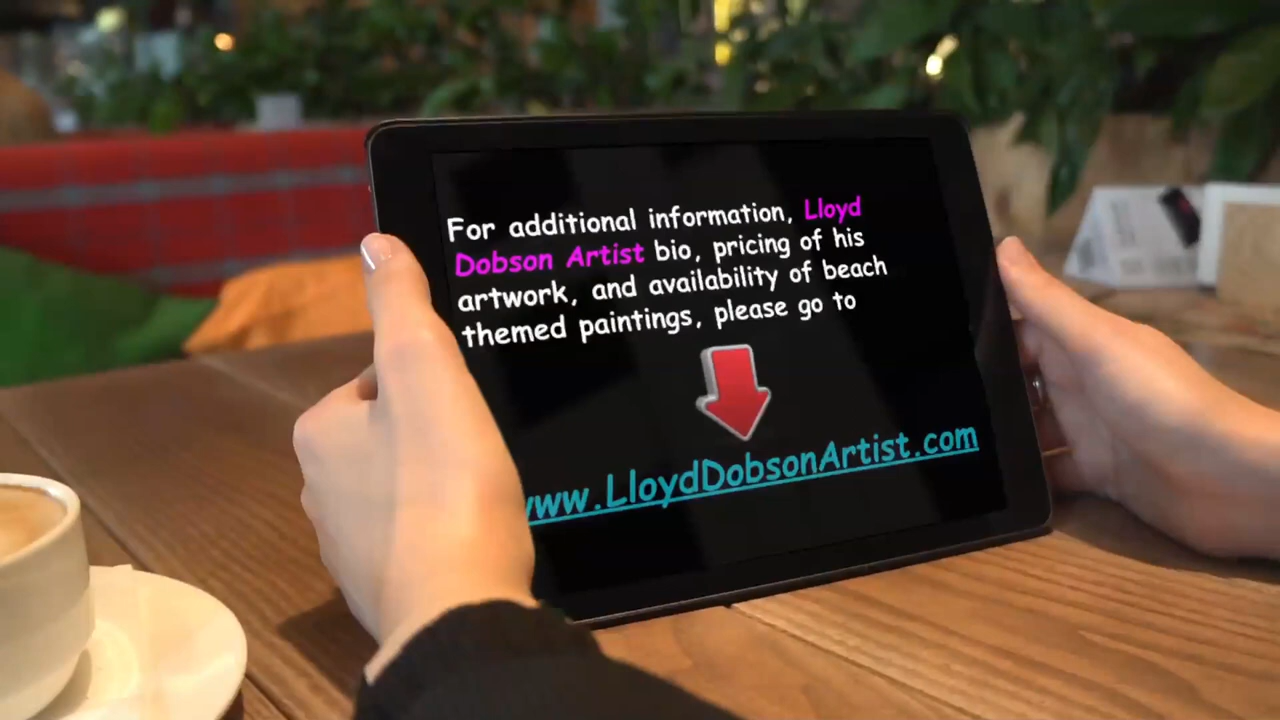 For additional information, Lloyd
Dobson Artist bio, pricing of his
artwork, and availability of beach
themed paintings, please go to
www.LloydDobsonArtist.com